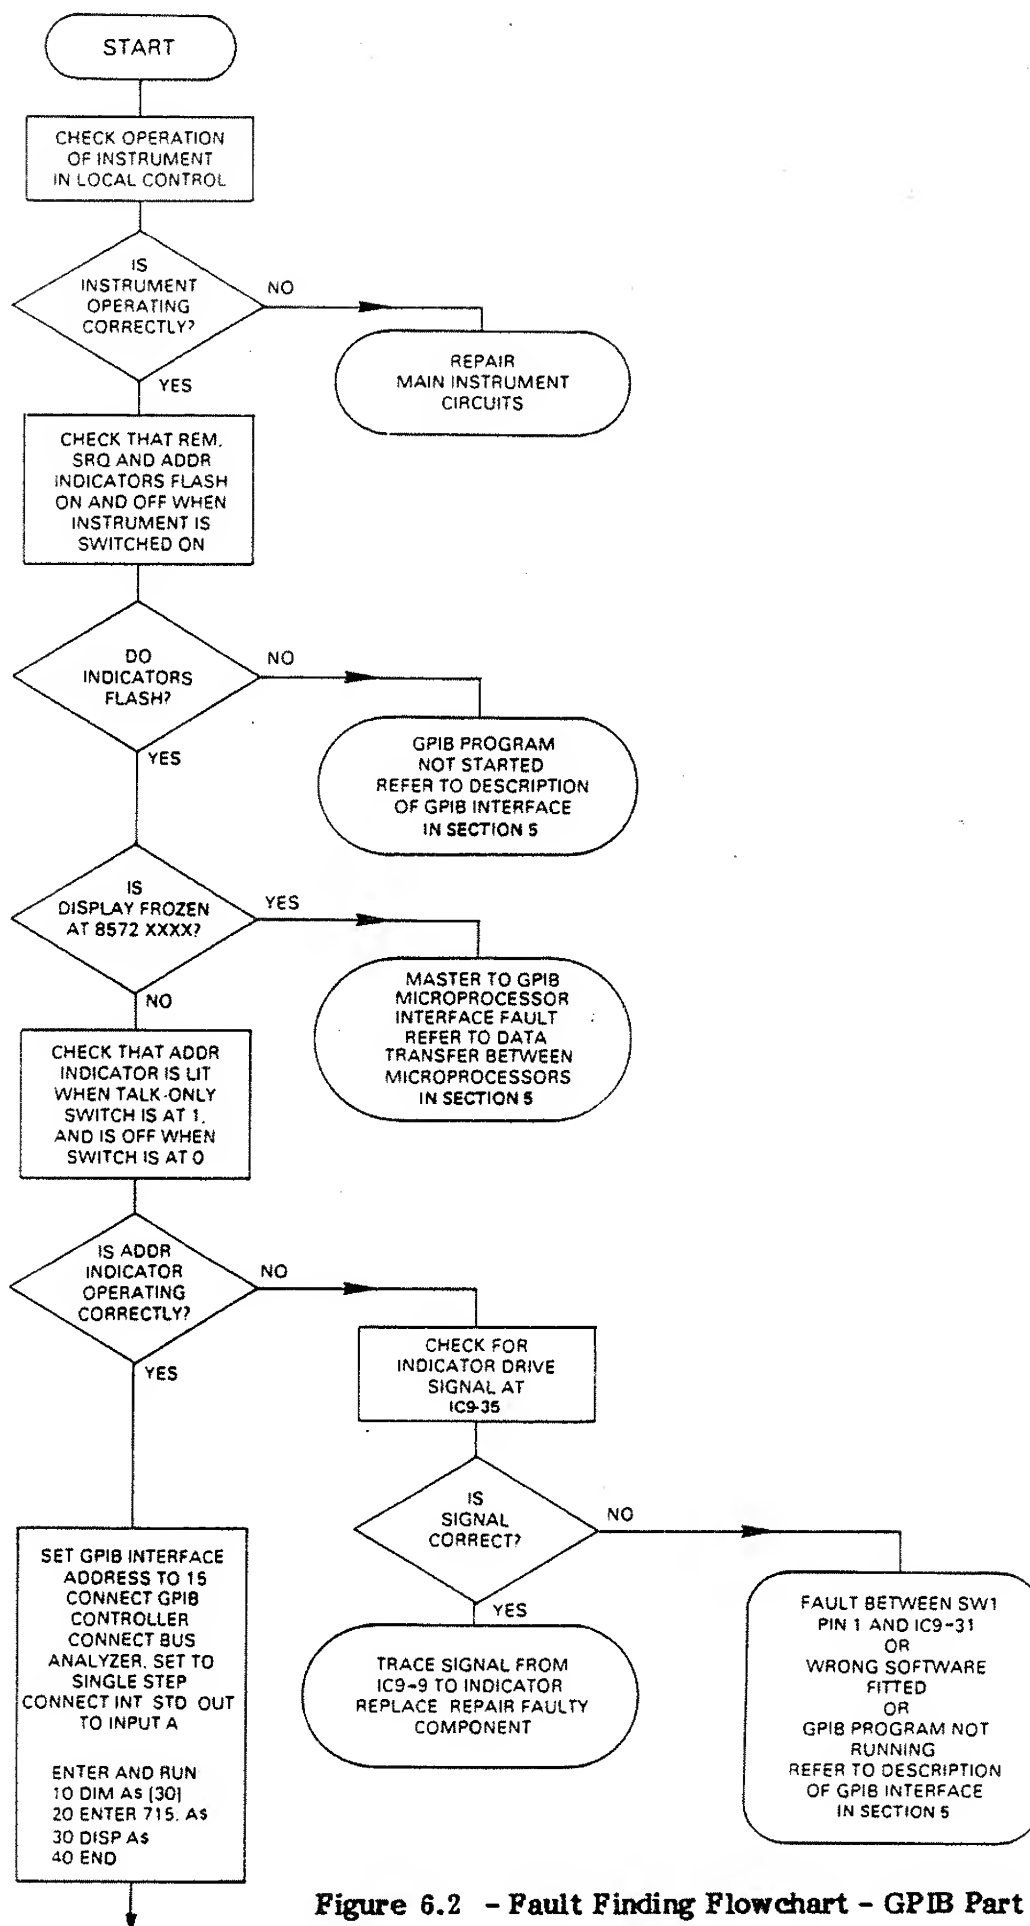 START
CHECK OPERATION
OF INSTRUMENT
IN LOCAL CONTROL
IS
INSTRUMENT
OPERATING
CORRECTLY?
NO
REPAIR
MAIN INSTRUMENT
CIRCUITS
YES
CHECK THAT REM.
SRQ AND ADDR
INDICATORS FLASH
ON AND OFF WHEN
INSTRUMENT IS
SWITCHED ON
DO
INDICATORS
FLASH?
NO
GPIB PROGRAM
NOT STARTED
REFER TO DESCRIPTION
OF GPIB INTERFACE
IN SECTION 5
YES
IS
DISPLAY FROZEN
AT 8572 XXXX?
YES
MASTER TO GPIB
MICROPROCESSOR
INTERFACE FAULT
REFER TO DATA
TRANSFER BETWEEN
MICROPROCESSORS
IN SECTION 5
NO
CHECK THAT ADDR
INDICATOR IS LIT
WHEN TALK-ONLY
SWITCH IS AT 1,
AND IS OFF WHEN
SWITCH IS AT 0
IS ADDR
INDICATOR
OPERATING
CORRECTLY?
NO
CHECK FOR
INDICATOR DRIVE
SIGNAL AT
IC9-35
YES
IS
SIGNAL
CORRECT?
NO
FAULT BETWEEN SW1
PIN 1 AND IC9-31
OR
WRONG SOFTWARE
FITTED
OR
GPIB PROGRAM NOT
RUNNING
REFER TO DESCRIPTION
OF GPIB INTERFACE
IN SECTION 5
YES
TRACE SIGNAL FROM
IC9-9 TO INDICATOR
REPLACE REPAIR FAULTY
COMPONENT
SET GPIB INTERFACE
ADDRESS TO 15
CONNECT GPIB
CONTROLLER
CONNECT BUS
ANALYZER. SET TO
SINGLE STEP
CONNECT INT STD OUT
TO INPUT A
ENTER AND RUN
10 DIM A$ [30]
20 ENTER 715. A$
30 DISP A$
40 END
Figure 6.2 - Fault Finding Flowchart - GPIB Part